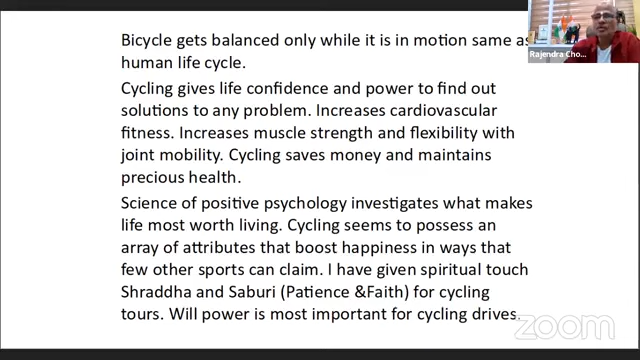 Bicycle gets balanced only while it is in motion same as
human life cycle.
Cycling gives life confidence and power to find out
solutions to any problem. Increases cardiovascular
fitness. Increases muscle strength and flexibility with
joint mobility. Cycling saves money and maintains
precious health.
Science of positive psychology investigates what makes
life most worth living. Cycling seems to possess an
array of attributes that boost happiness in ways that
few other sports can claim. I have given spiritual touch
Shraddha and Saburi (Patience &Faith) for cycling
tours. Will power is most important for cycling drives.
Rajendra Cho...
zoom